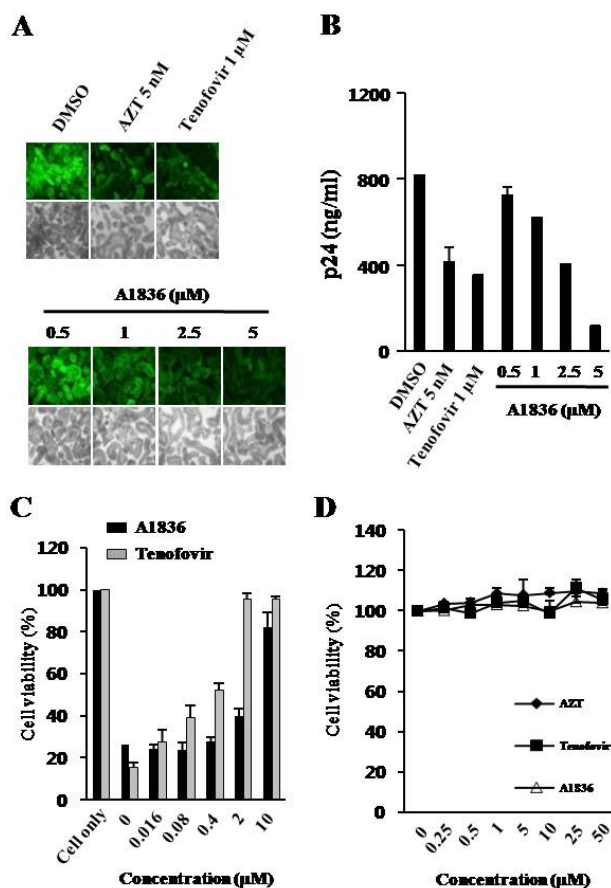 A
DMSO
AZT 5 nM
Tenofovir 1 μM
A1836 (μM)
0.5 1 2.5 5
B
1200
800
400
0
p24 (ng/ml)
DMSO
AZT 5 nM
Tenofovir 1 μM
0.5 1 2.5 5
A1836 (μM)
C
A1836
Tenofovir
120
100
80
60
40
20
0
Cell viability (%)
Cell only 0 0.016 0.08 0.4 2 10
Concentration (μM)
D
140
120
100
80
60
40
20
0
Cell viability (%)
AZT
Tenofovir
A1836
0 0.25 0.5 1 5 10 25 50
Concentration (μM)